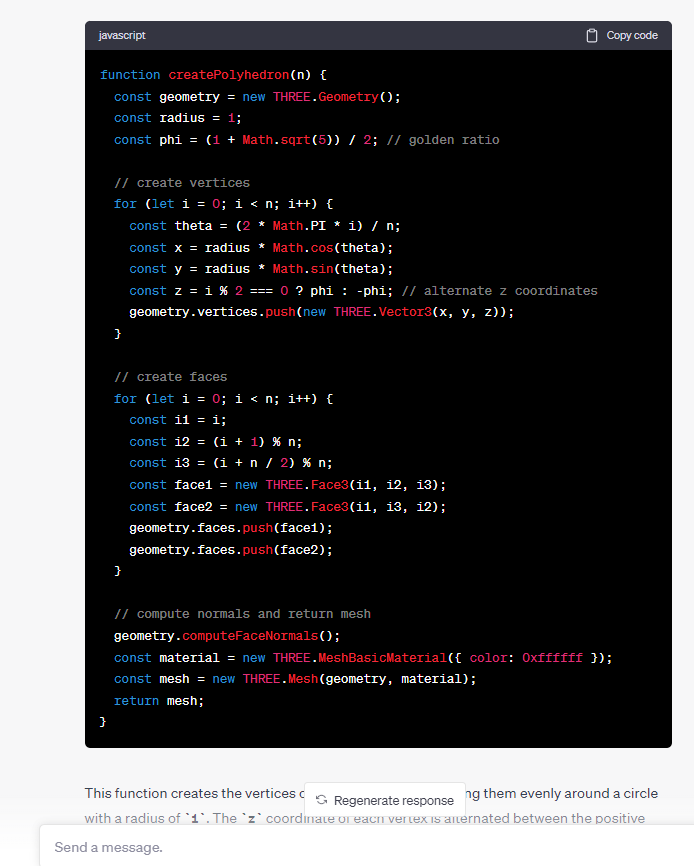 javascript
Copy code
function createPolyhedron(n) {
const geometry = new THREE.Geometry();
const radius = 1;
const phi = (1 + Math.sqrt(5)) / 2; // golden ratio
// create vertices
for (let i = 0; i < n; i++) {
const theta = (2 * Math.PI * i) / n;
const x = radius * Math.cos(theta);
const y = radius * Math.sin(theta);
const z = i % 2 === 0 ? phi : -phi; // alternate z coordinates
geometry.vertices.push(new THREE.Vector3(x, y, z));
}
// create faces
for (let i = 0; i < n; i++) {
const i1 = i;
const i2 = (i + 1) % n;
const i3 = (i + n / 2) % n;
const face1 = new THREE.Face3(i1, i2, i3);
const face2 = new THREE.Face3(i1, i3, i2);
geometry.faces.push(face1);
geometry.faces.push(face2);
}
// compute normals and return mesh
geometry.computeFaceNormals();
const material = new THREE.MeshBasicMaterial({ color: 0xffffff });
const mesh = new THREE.Mesh(geometry, material);
return mesh;
}
This function creates the vertices them evenly around a circle
Regenerate response
with a radius of `1`. The `z` coordinate of each vertex is alternated between the positive
Send a message.